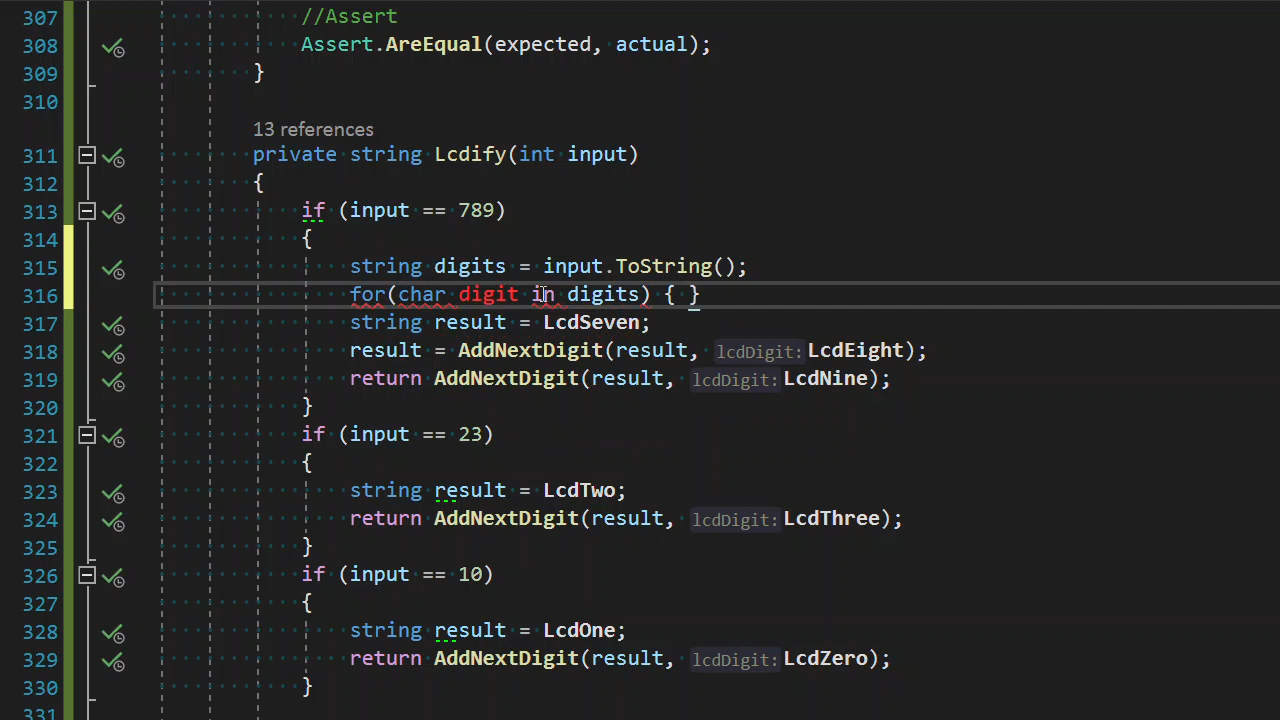 307 //Assert
308 Assert.AreEqual(expected, actual);
309 }
310
13 references
311 private string Lcdify(int input)
312 {
313 if (input == 789)
314 {
315 string digits = input.ToString();
316 for(char digit in digits) { }
317 string result = LcdSeven;
318 result = AddNextDigit(result, lcdDigit: LcdEight);
319 return AddNextDigit(result, lcdDigit: LcdNine);
320 }
321 if (input == 23)
322 {
323 string result = LcdTwo;
324 return AddNextDigit(result, lcdDigit: LcdThree);
325 }
326 if (input == 10)
327 {
328 string result = LcdOne;
329 return AddNextDigit(result, lcdDigit: LcdZero);
330 }
331